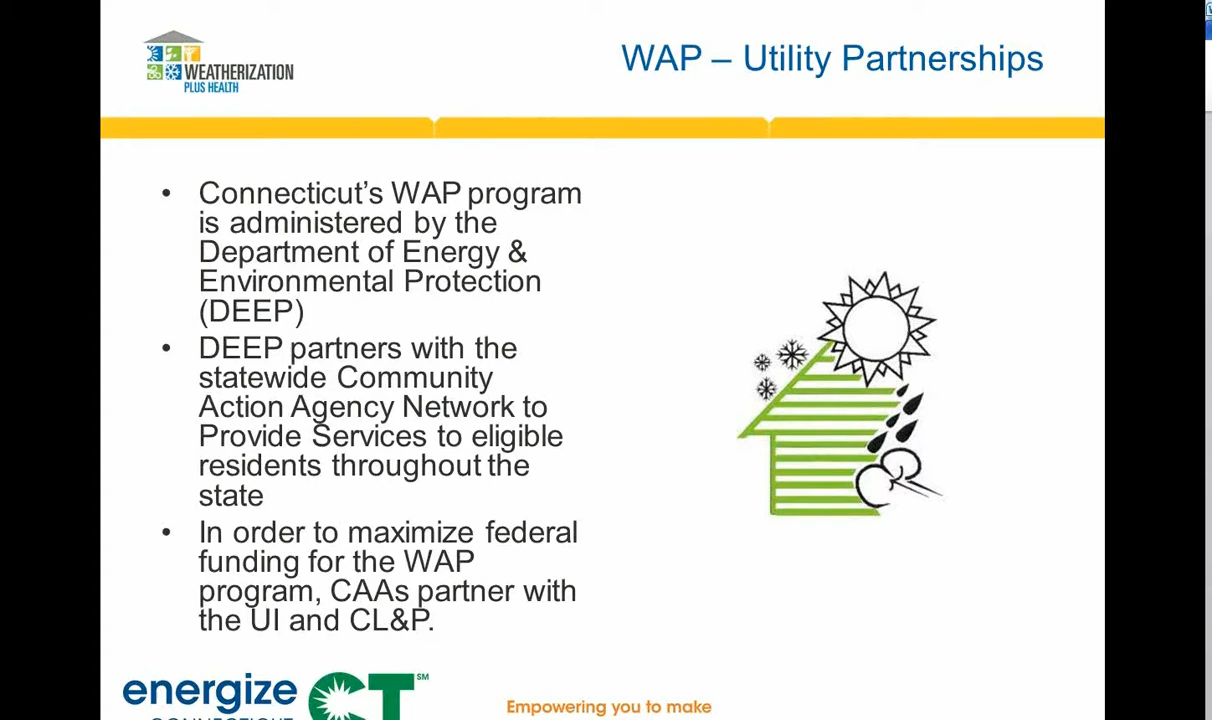 WEATHERIZATION
PLUS HEALTH
WAP – Utility Partnerships
• Connecticut’s WAP program
is administered by the
Department of Energy &
Environmental Protection
(DEEP)
• DEEP partners with the
statewide Community
Action Agency Network to
Provide Services to eligible
residents throughout the
state
• In order to maximize federal
funding for the WAP
program, CAAs partner with
the UI and CL&P.
energize
CONNECTICUT
CT SM
Empowering you to make